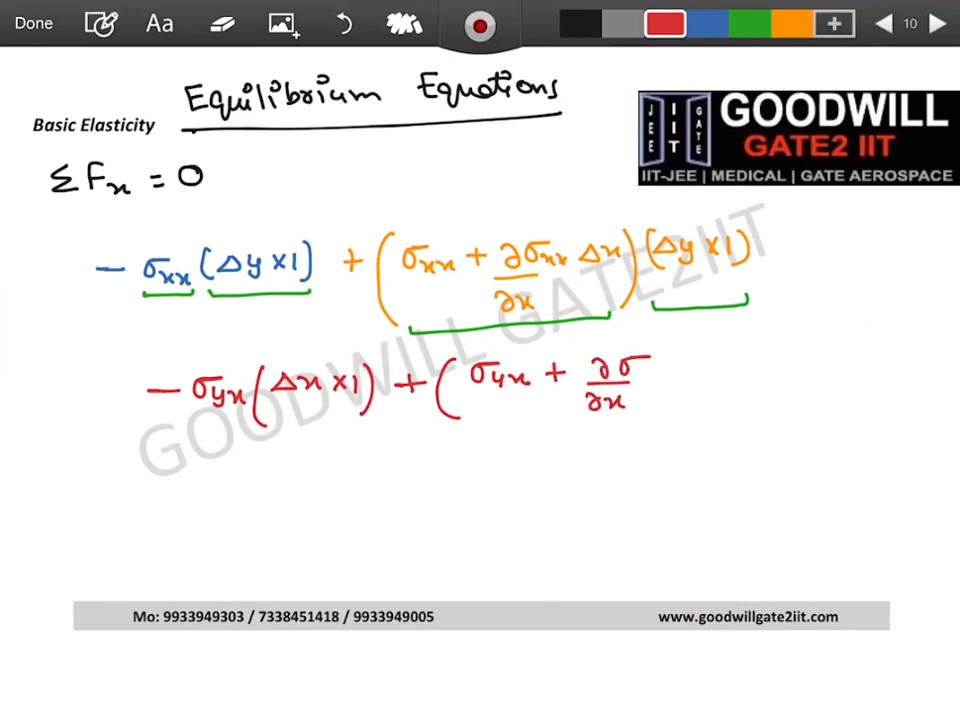 Done Aa + 10
Equilibrium Equations
Basic Elasticity
JEE IIT GATE GOODWILL
GATE2 IIT
IIT-JEE | MEDICAL | GATE AEROSPACE
Σ Fx = 0
− σxx (Δy ×1) + (σxx + ∂σxx/∂x Δx) (Δy ×1)
− σyx (Δx ×1) + ( σyx + ∂σ/∂x
GOODWILL GATE2IIT
Mo: 9933949303 / 7338451418 / 9933949005 www.goodwillgate2iit.com